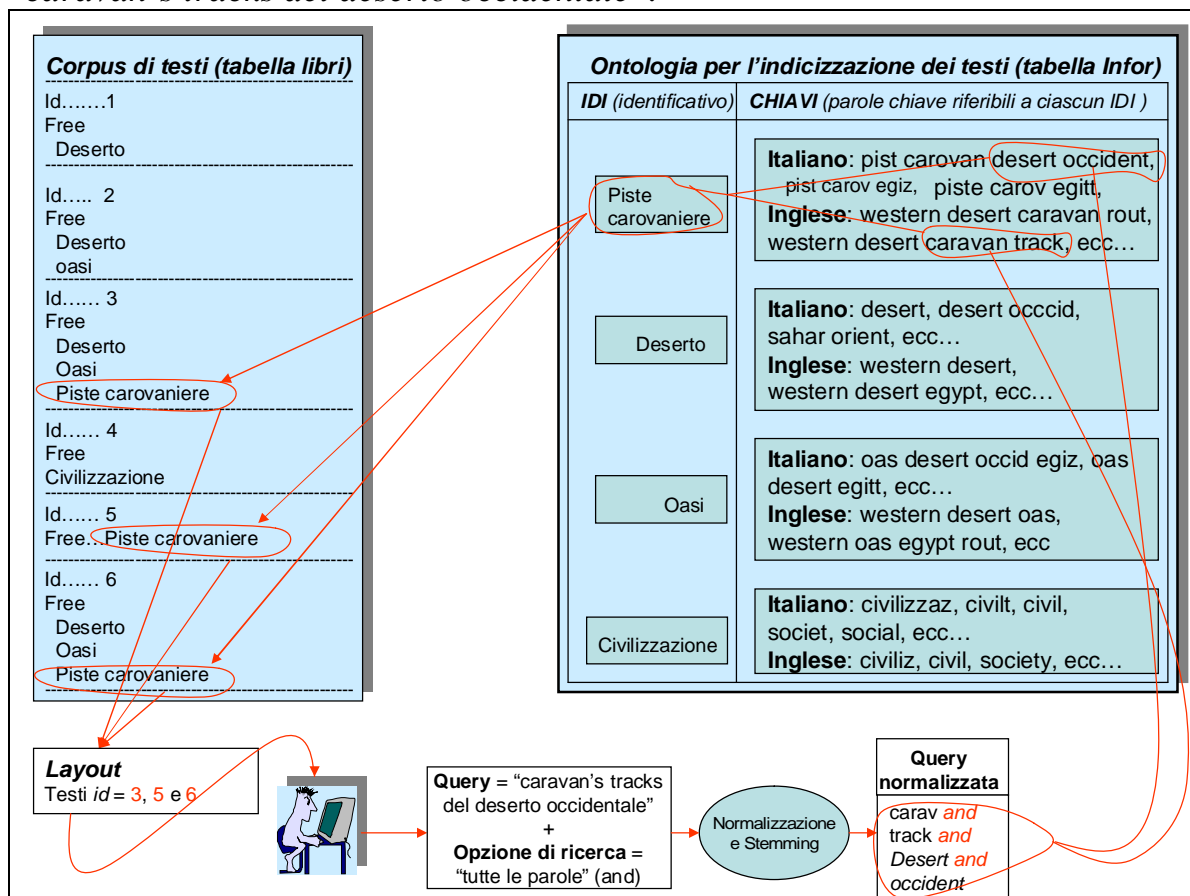 Corpus di testi (tabella libri)
Id…….1
Free
Deserto
Id….. 2
Free
Deserto
oasi
Id…… 3
Free
Deserto
Oasi
Piste carovaniere
Id…… 4
Free
Civilizzazione
Id…… 5
Free…Piste carovaniere
Id…… 6
Free
Deserto
Oasi
Piste carovaniere
Ontologia per l'indicizzazione dei testi (tabella Infor)
IDI (identificativo)
CHIAVI (parole chiave riferibili a ciascun IDI )
Piste
carovaniere
Italiano: pist carovan desert occident,
pist carov egiz, piste carov egitt,
Inglese: western desert caravan rout,
western desert caravan track, ecc…
Deserto
Italiano: desert, desert occcid,
sahar orient, ecc…
Inglese: western desert,
western desert egypt, ecc…
Oasi
Italiano: oas desert occid egiz, oas
desert egitt, ecc…
Inglese: western desert oas,
western oas egypt rout, ecc
Civilizzazione
Italiano: civilizzaz, civilt, civil,
societ, social, ecc…
Inglese: civiliz, civil, society, ecc…
Layout
Testi id = 3, 5 e 6
Query = “caravan's tracks
del deserto occidentale”
+
Opzione di ricerca =
“tutte le parole” (and)
Normalizzazione
e Stemming
Query
normalizzata
carav and
track and
Desert and
occident